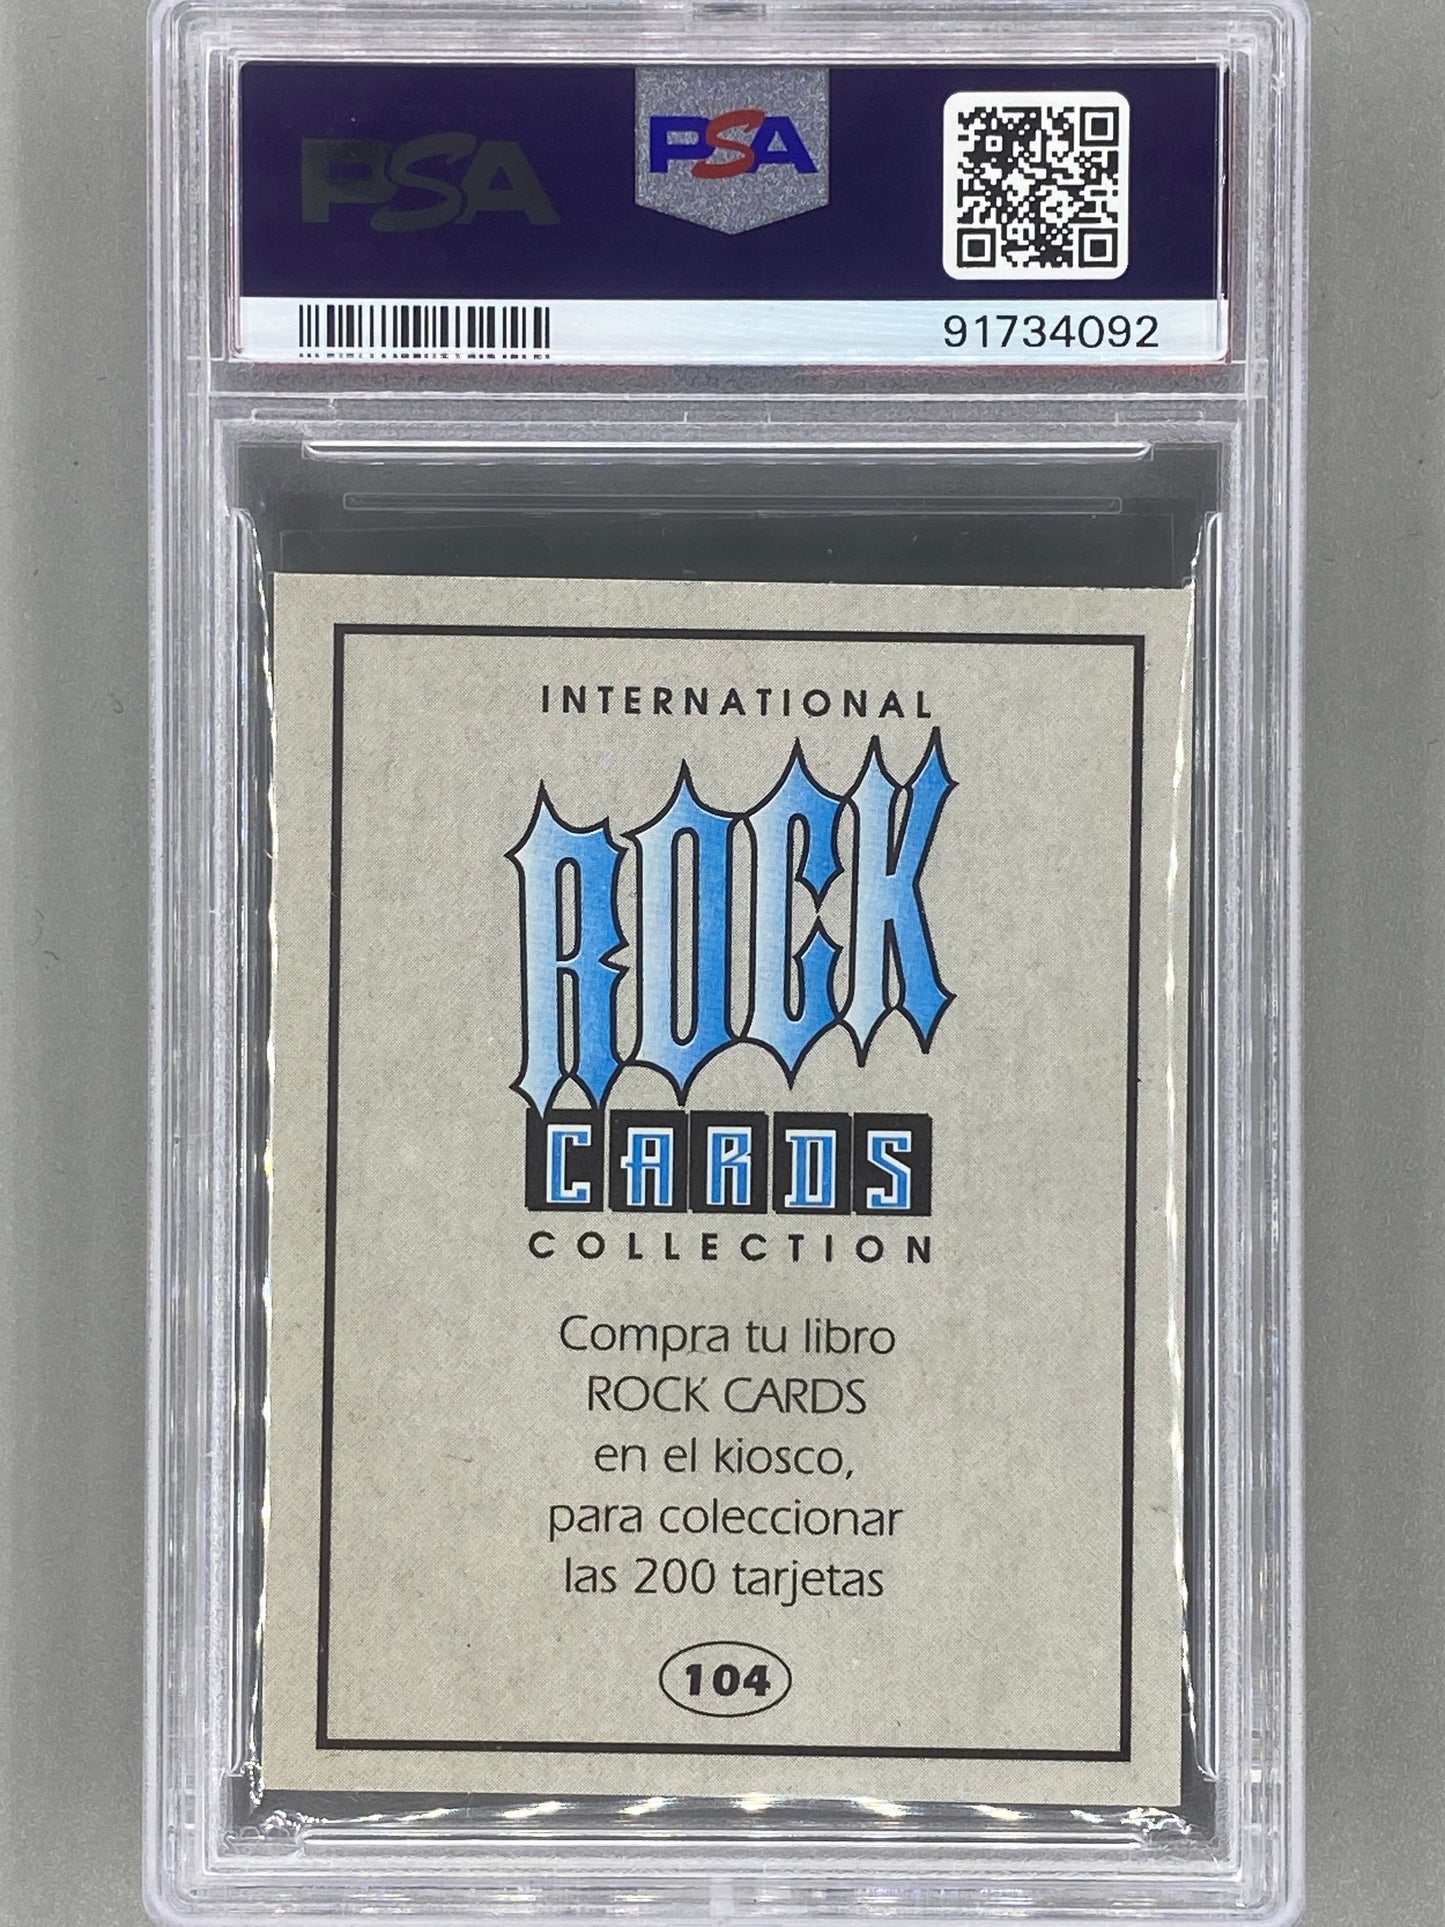 PSA
PSA
91734092
INTERNATIONAL
ROCK
CARDS
COLLECTION
Compra tu libro
ROCK CARDS
en el kiosco,
para coleccionar
las 200 tarjetas
104